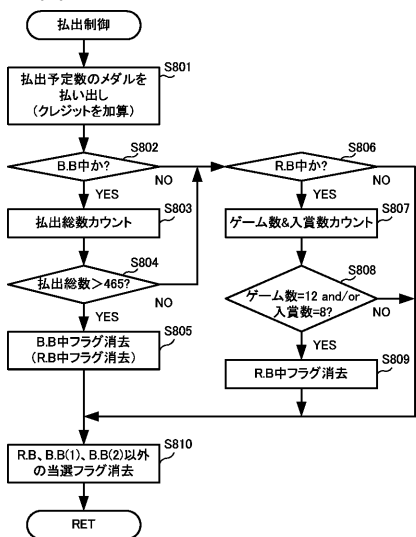 払出制御
S801
払出予定数のメダルを
払い出し
(クレジットを加算)
S802
B.B中か?
NO
YES
S803
払出総数カウント
S804
払出総数>465?
NO
YES
S805
B.B中フラグ消去
(R.B中フラグ消去)
S806
R.B中か?
NO
YES
S807
ゲーム数&入賞数カウント
S808
ゲーム数=12 and/or
入賞数=8?
NO
YES
S809
R.B中フラグ消去
S810
R.B、B.B(1)、B.B(2)以外
の当選フラグ消去
RET